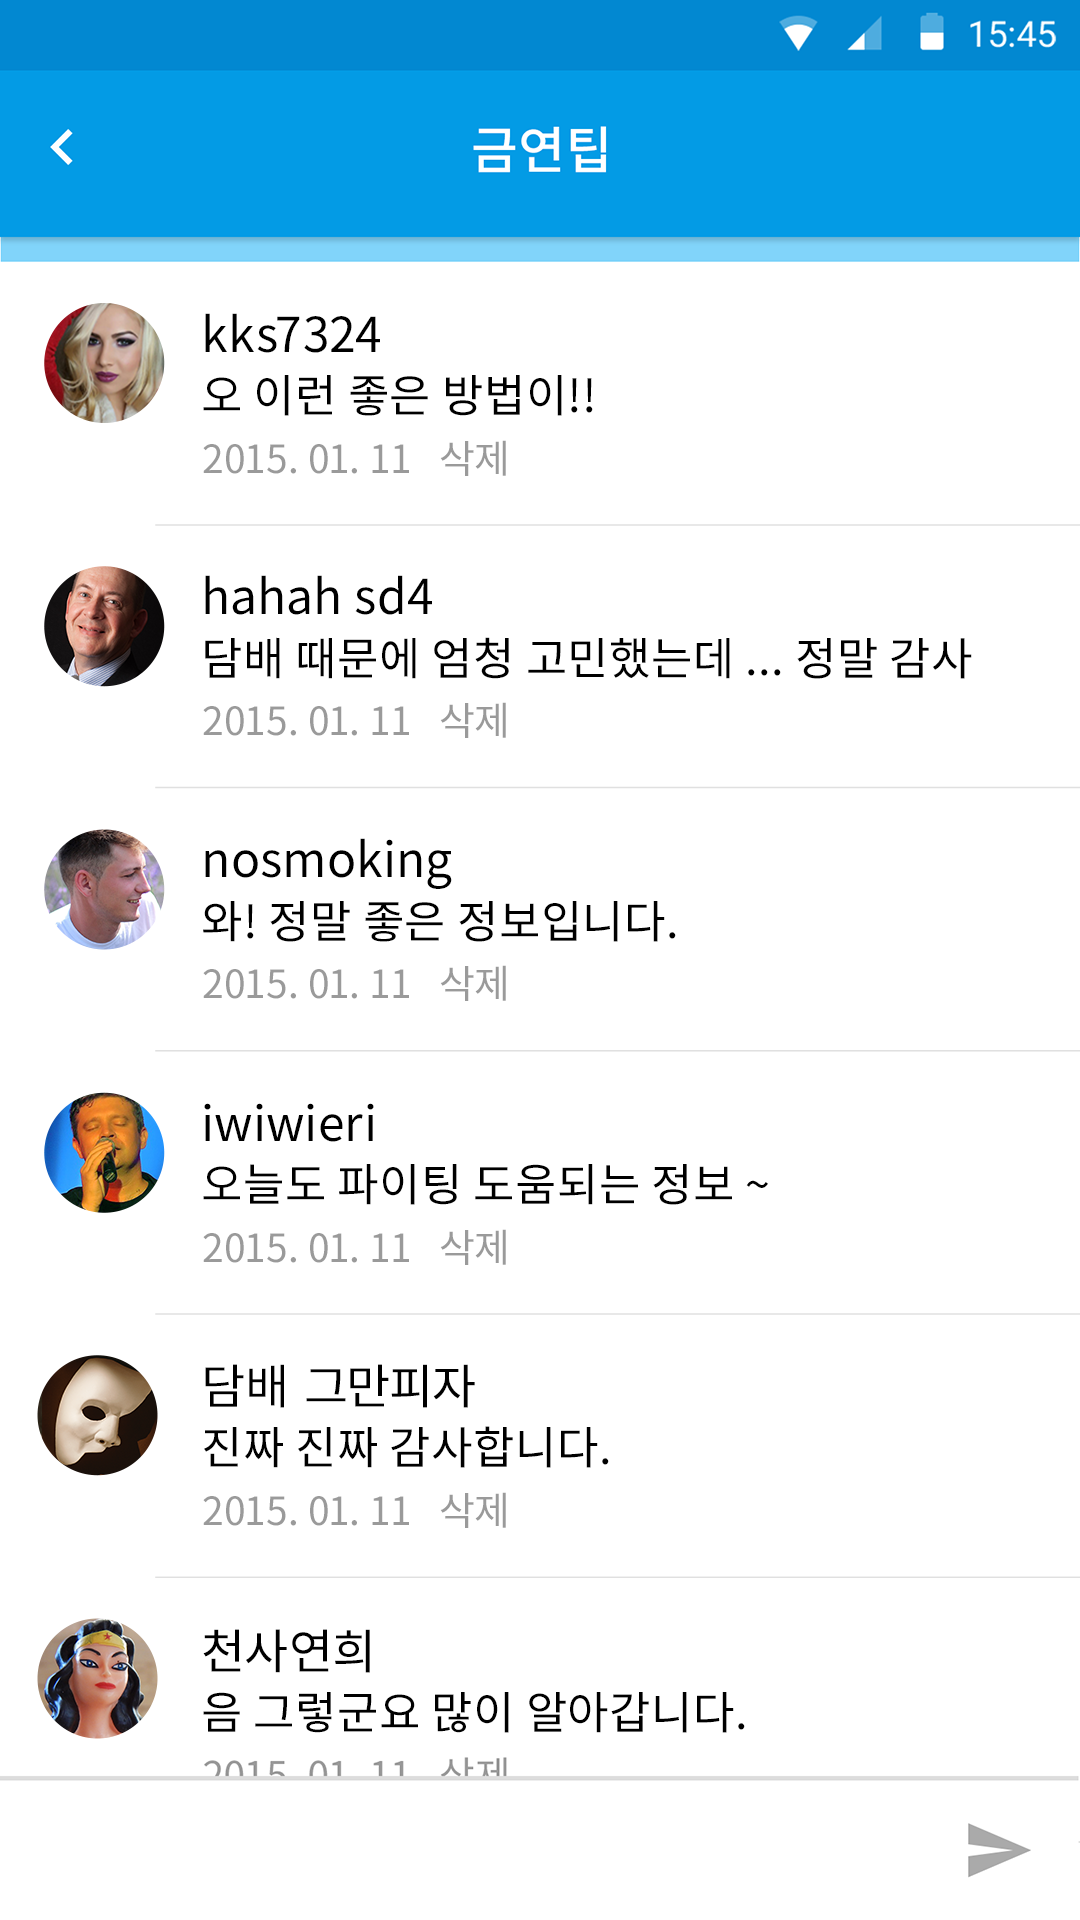 15:45
금연팁
kks7324
오 이런 좋은 방법이!!
2015. 01. 11 삭제
hahah sd4
담배 때문에 엄청 고민했는데 ... 정말 감사
2015. 01. 11 삭제
nosmoking
와! 정말 좋은 정보입니다.
2015. 01. 11 삭제
iwiwieri
오늘도 파이팅 도움되는 정보 ~
2015. 01. 11 삭제
담배 그만피자
진짜 진짜 감사합니다.
2015. 01. 11 삭제
천사연희
음 그렇군요 많이 알아갑니다.
2015. 01. 11 삭제